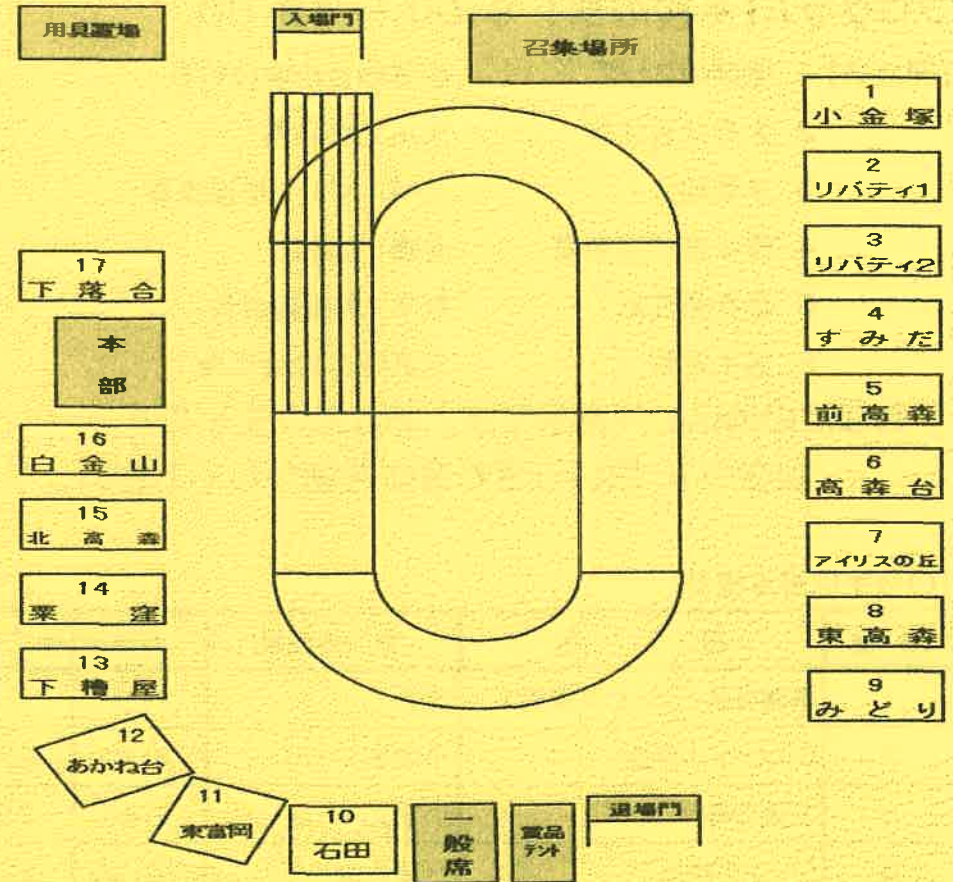 用具置場
入場門
召集場所
1
小金塚
2
リバティ1
3
リバティ2
4
すみだ
5
前高森
6
高森台
7
アイリスの丘
8
東高森
9
みどり
17
下落合
本
部
16
白金山
15
北高森
14
粟窪
13
下糟屋
12
あかね台
11
東富岡
10
石田
一
般
席
賞品
テント
退場門